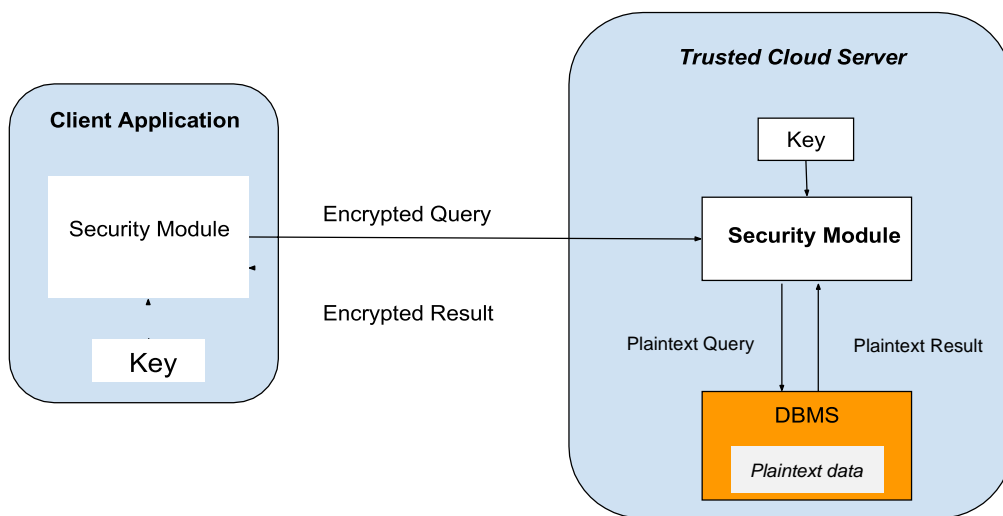 Trusted Cloud Server
Client Application
Key
Security Module
Encrypted Query
Security Module
Encrypted Result
Plaintext Query
Plaintext Result
Key
DBMS
Plaintext data